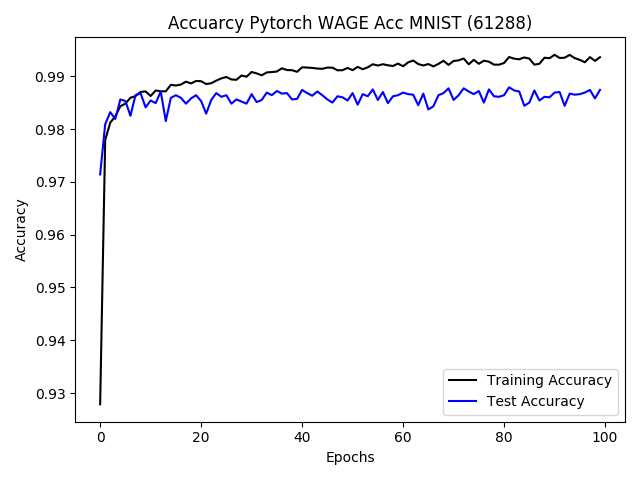 Accuarcy Pytorch WAGE Acc MNIST (61288)
Accuracy
0.99
0.98
0.97
0.96
0.95
0.94
0.93
0
20
40
60
80
100
Epochs
Training Accuracy
Test Accuracy